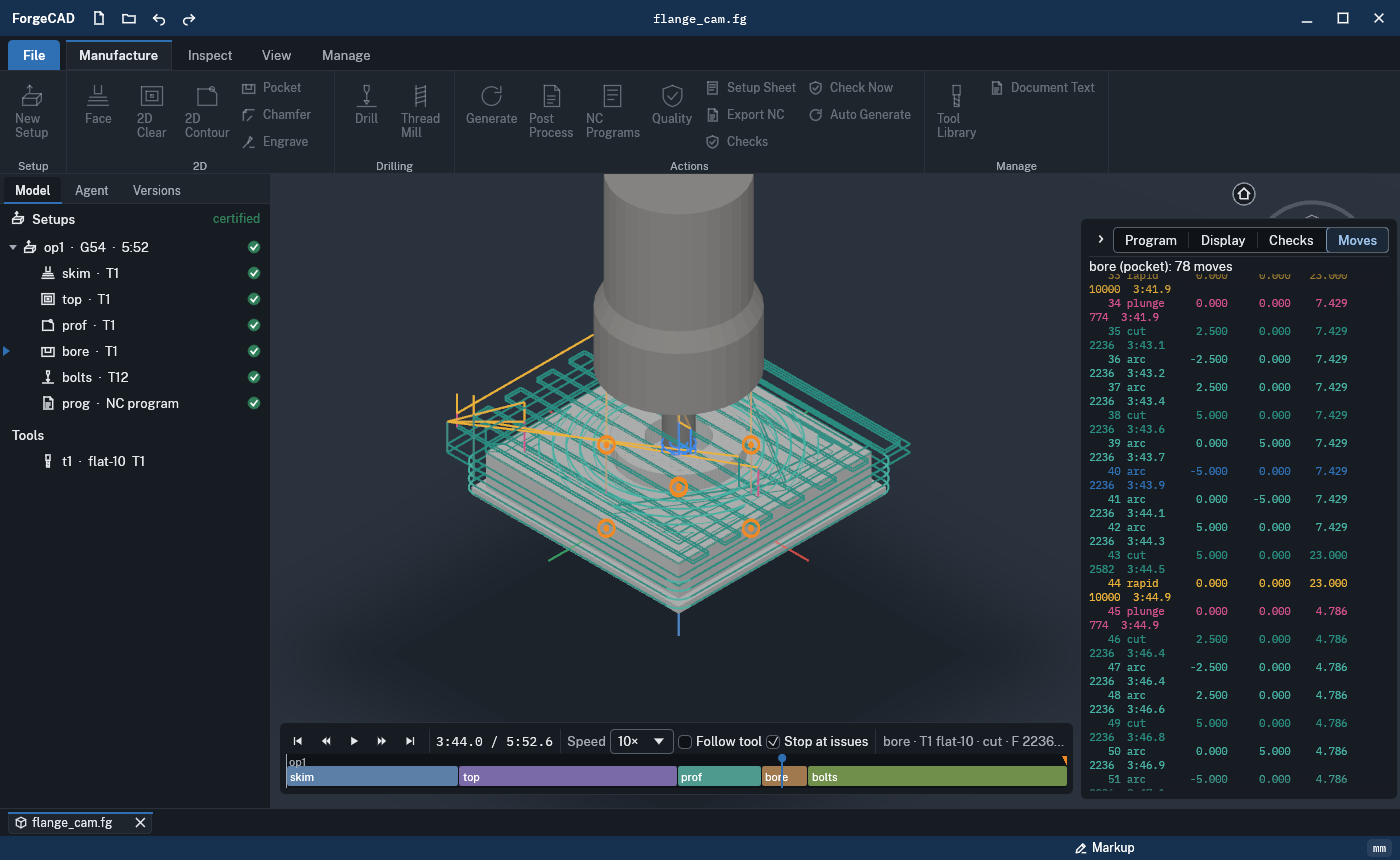 ForgeCAD
flange_cam.fg
File
Manufacture
Inspect
View
Manage
New Setup
Face
2D Clear
2D Contour
Pocket
Chamfer
Engrave
Drill
Thread Mill
Generate
Post Process
NC Programs
Quality
Setup Sheet
Export NC
Checks
Check Now
Auto Generate
Tool Library
Document Text
Setup
2D
Drilling
Actions
Manage
Model
Agent
Versions
Setups
certified
op1 · G54 · 5:52
skim · T1
top · T1
prof · T1
bore · T1
bolts · T12
prog · NC program
Tools
t1 · flat-10 T1
Program
Display
Checks
Moves
bore (pocket): 78 moves
33 rapid 0.000 0.000 23.000
10000 3:41.9
34 plunge 0.000 0.000 7.429
774 3:41.9
35 cut 2.500 0.000 7.429
2236 3:43.1
36 arc -2.500 0.000 7.429
2236 3:43.2
37 arc 2.500 0.000 7.429
2236 3:43.4
38 cut 5.000 0.000 7.429
2236 3:43.6
39 arc 0.000 5.000 7.429
2236 3:43.7
40 arc -5.000 0.000 7.429
2236 3:43.9
41 arc 0.000 -5.000 7.429
2236 3:44.1
42 arc 5.000 0.000 7.429
2236 3:44.3
43 cut 5.000 0.000 23.000
2582 3:44.5
44 rapid 0.000 0.000 23.000
10000 3:44.9
45 plunge 0.000 0.000 4.786
774 3:44.9
46 cut 2.500 0.000 4.786
2236 3:46.4
47 arc -2.500 0.000 4.786
2236 3:46.4
48 arc 2.500 0.000 4.786
2236 3:46.6
49 cut 5.000 0.000 4.786
2236 3:46.8
50 arc 0.000 5.000 4.786
2236 3:46.9
51 arc -5.000 0.000 4.786
3:44.0 / 5:52.6
Speed
10×
Follow tool
Stop at issues
bore · T1 flat-10 · cut · F 2236...
op1
skim
top
prof
bore
bolts
flange_cam.fg
Markup
mm